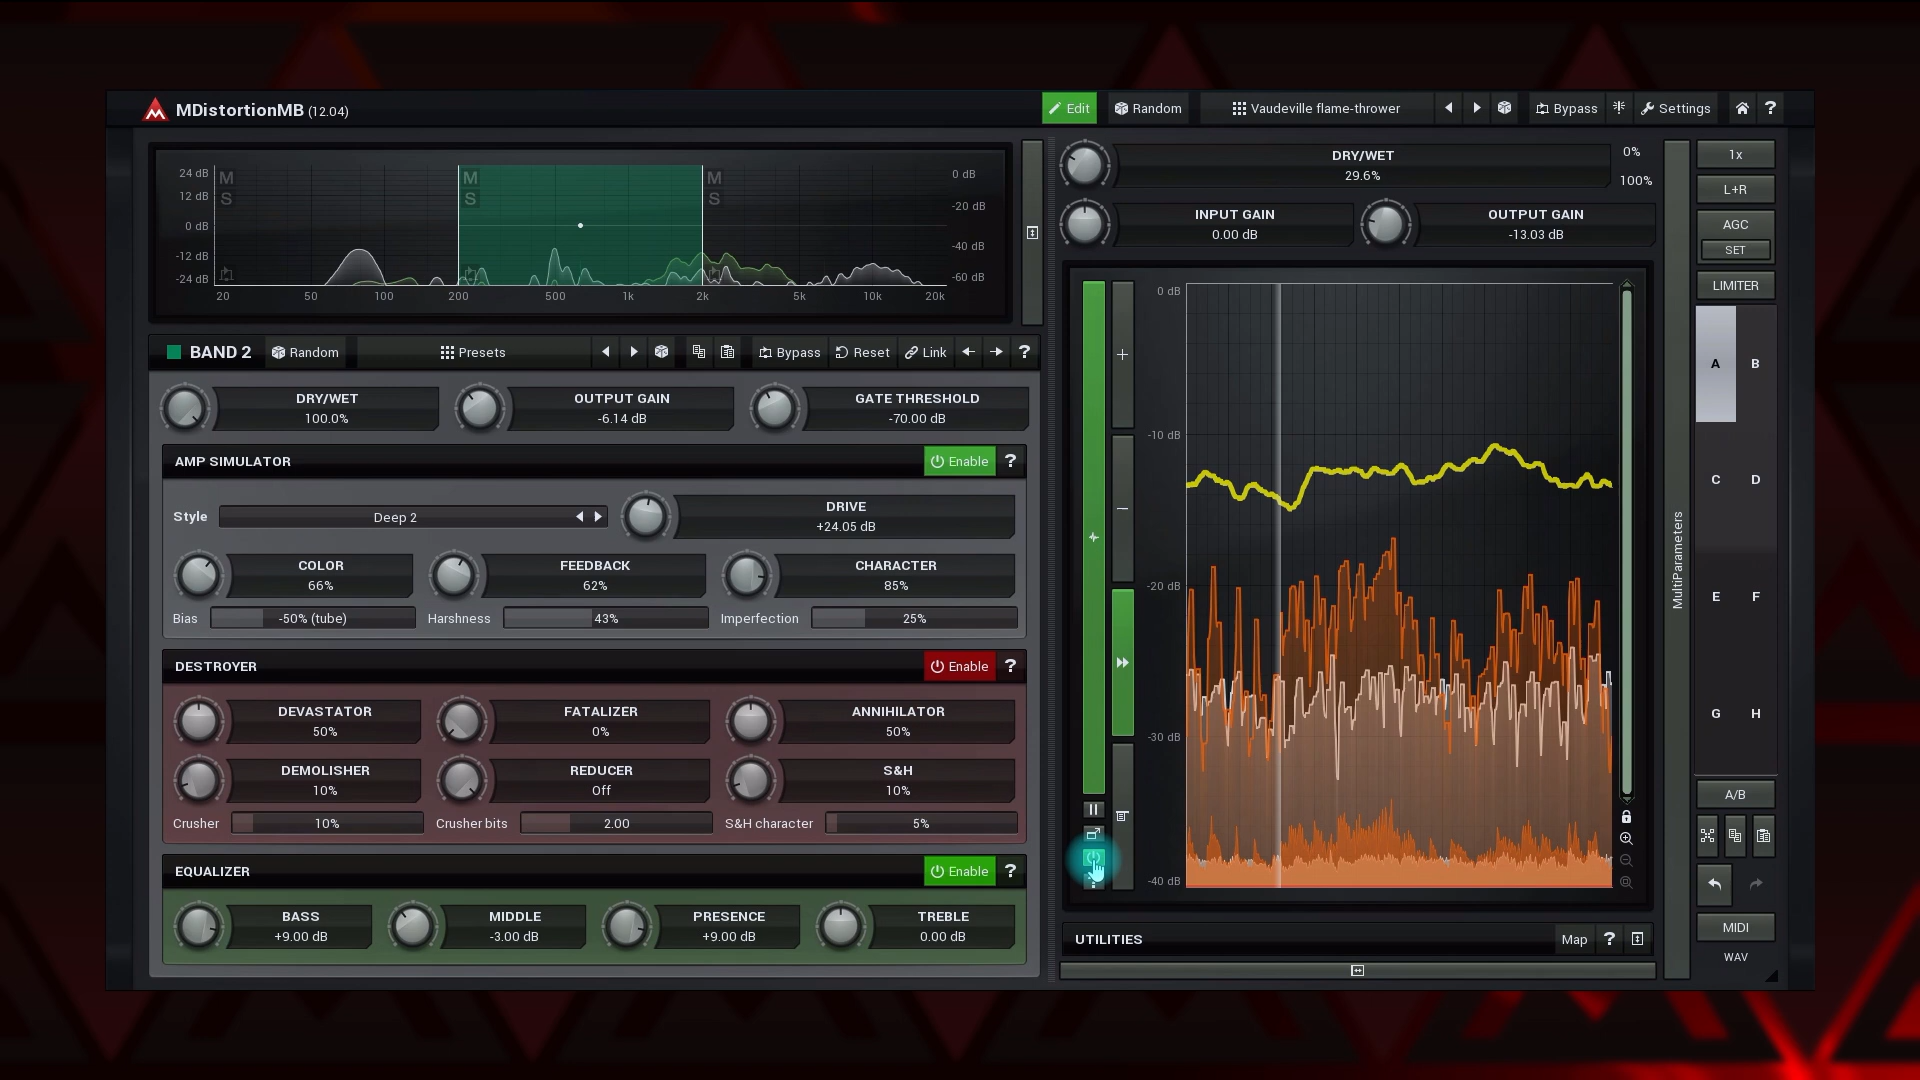 MDistortionMB (12.04)
Edit
Random
Vaudeville flame-thrower
Bypass
Settings
?
24 dB
12 dB
0 dB
-12 dB
-24 dB
M
S
M
S
M
S
0 dB
-20 dB
-40 dB
-60 dB
20 50 100 200 500 1k 2k 5k 10k 20k
BAND 2
Random
Presets
Bypass
Reset
Link
?
DRY/WET
100.0%
OUTPUT GAIN
-6.14 dB
GATE THRESHOLD
-70.00 dB
AMP SIMULATOR
Enable
?
Style
Deep 2
DRIVE
+24.05 dB
COLOR
66%
FEEDBACK
62%
CHARACTER
85%
Bias
-50% (tube)
Harshness
43%
Imperfection
25%
DESTROYER
Enable
?
DEVASTATOR
50%
FATALIZER
0%
ANNIHILATOR
50%
DEMOLISHER
10%
REDUCER
Off
S&H
10%
Crusher
10%
Crusher bits
2.00
S&H character
5%
EQUALIZER
Enable
?
BASS
+9.00 dB
MIDDLE
-3.00 dB
PRESENCE
+9.00 dB
TREBLE
0.00 dB
DRY/WET
29.6%
0%
100%
INPUT GAIN
0.00 dB
OUTPUT GAIN
-13.03 dB
0 dB
-10 dB
-20 dB
-30 dB
-40 dB
UTILITIES
Map
?
MultiParameters
1x
L+R
AGC
SET
LIMITER
A B
C D
E F
G H
A/B
MIDI
WAV